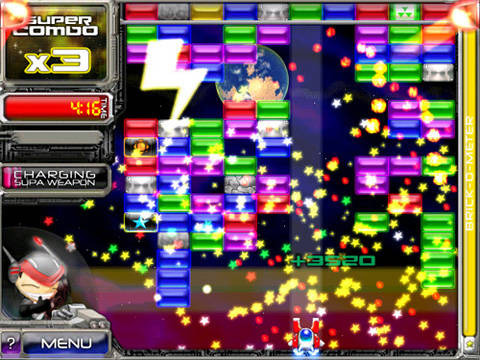 SUPER
COMBO
x3
4:16
TIME
CHARGING
SUPA WEAPON
BRICK-O-METER
+3520
?
MENU